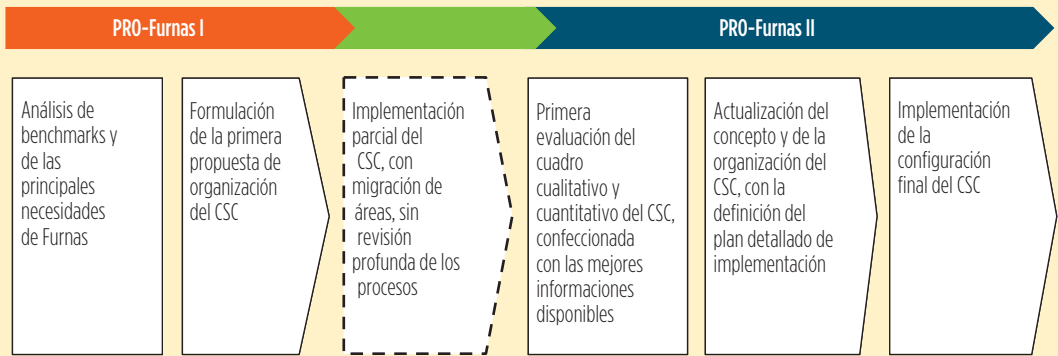 PRO-Furnas I
PRO-Furnas II
Análisis de
benchmarks y
de las
principales
necesidades
de Furnas
Formulación
de la primera
propuesta de
organización
del CSC
Implementación
parcial del
CSC, con
migración de
áreas, sin
revisión
profunda de los
procesos
Primera
evaluación del
cuadro
cualitativo y
cuantitativo del CSC,
confeccionada
con las mejores
informaciones
disponibles
Actualización del
concepto y de la
organización del
CSC, con la
definición del
plan detallado de
implementación
Implementación
de la
configuración
final del CSC